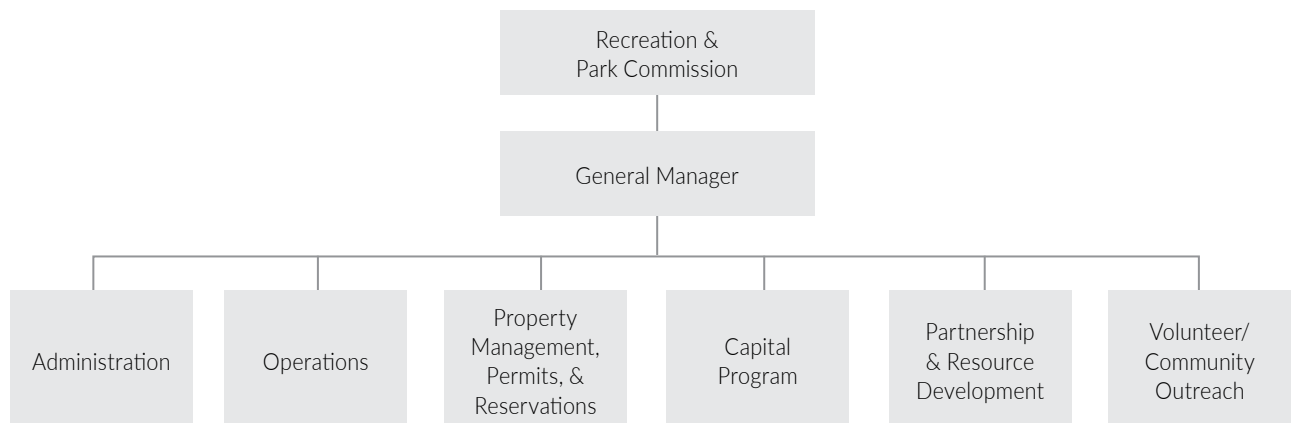 Recreation &
Park Commission
General Manager
Administration
Operations
Property
Management,
Permits, &
Reservations
Capital
Program
Partnership
& Resource
Development
Volunteer/
Community
Outreach